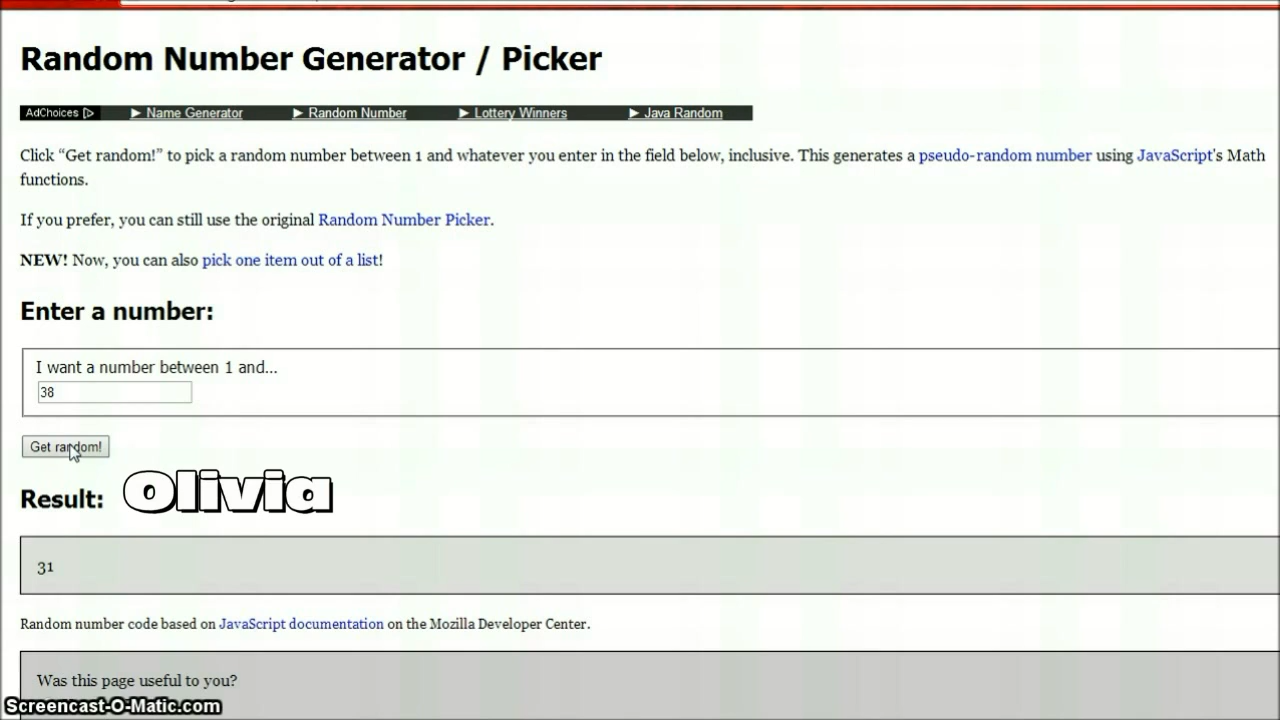 Random Number Generator / Picker
AdChoices ▶ Name Generator ▶ Random Number ▶ Lottery Winners ▶ Java Random
Click “Get random!” to pick a random number between 1 and whatever you enter in the field below, inclusive. This generates a pseudo-random number using JavaScript's Math
functions.
If you prefer, you can still use the original Random Number Picker.
NEW! Now, you can also pick one item out of a list!
Enter a number:
I want a number between 1 and...
38
Get random!
Result: Olivia
31
Random number code based on JavaScript documentation on the Mozilla Developer Center.
Was this page useful to you?
Screencast-O-Matic.com